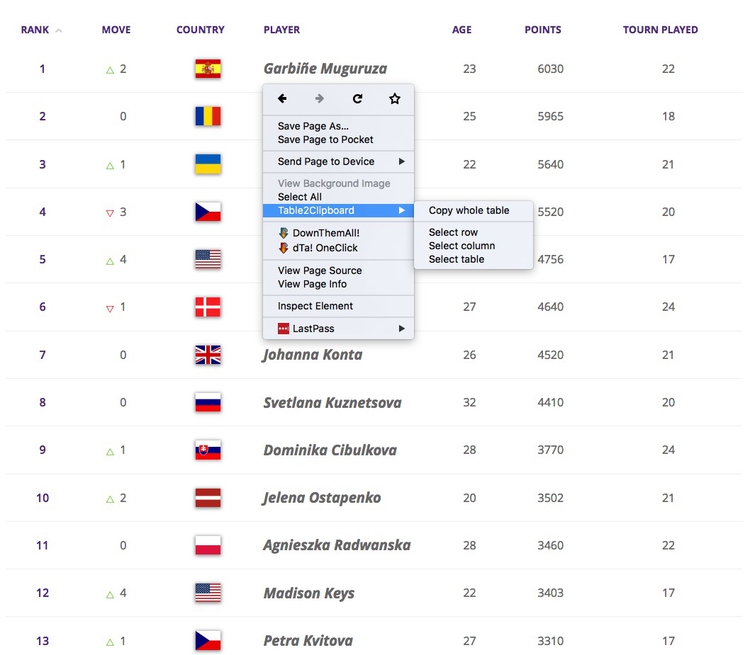 RANK MOVE COUNTRY PLAYER AGE POINTS TOURN PLAYED
1 2 Garbiñe Muguruza 23 6030 22
2 0 25 5965 18
3 1 22 5640 21
4 3 5520 20
5 4 4756 17
6 1 27 4640 24
7 0 Johanna Konta 26 4520 21
8 0 Svetlana Kuznetsova 32 4410 20
9 1 Dominika Cibulkova 28 3770 24
10 2 Jelena Ostapenko 20 3502 21
11 0 Agnieszka Radwanska 28 3460 22
12 4 Madison Keys 22 3403 17
13 1 Petra Kvitova 27 3310 17
Save Page As...
Save Page to Pocket
Send Page to Device
View Background Image
Select All
Table2Clipboard
DownThemAll!
dTa! OneClick
View Page Source
View Page Info
Inspect Element
LastPass
Copy whole table
Select row
Select column
Select table